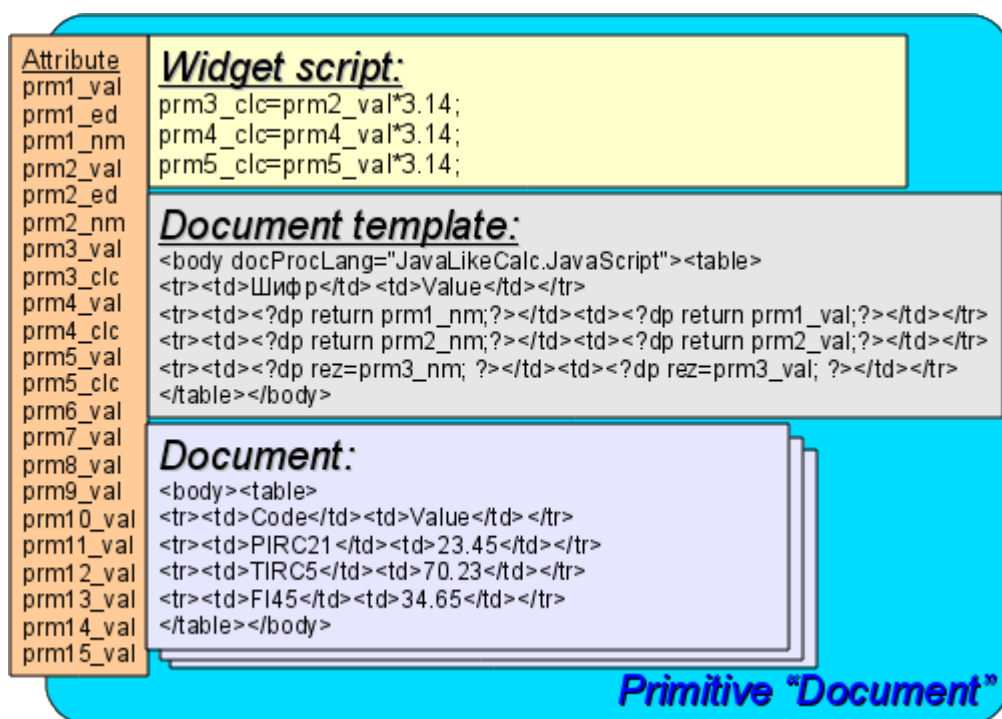 Attribute
prm1_val
prm1_ed
prm1_nm
prm2_val
prm2_ed
prm2_nm
prm3_val
prm3_clc
prm4_val
prm4_clc
prm5_val
prm5_clc
prm6_val
prm7_val
prm8_val
prm9_val
prm10_val
prm11_val
prm12_val
prm13_val
prm14_val
prm15_val
Widget script:
prm3_clc=prm2_val*3.14;
prm4_clc=prm4_val*3.14;
prm5_clc=prm5_val*3.14;
Document template:
<body docProcLang="JavaLikeCalc.JavaScript"><table>
<tr><td>Шифр</td><td>Value</td></tr>
<tr><td><?dp return prm1_nm;?></td><td><?dp return prm1_val;?></td></tr>
<tr><td><?dp return prm2_nm;?></td><td><?dp return prm2_val;?></td></tr>
<tr><td><?dp rez=prm3_nm; ?></td><td><?dp rez=prm3_val; ?></td></tr>
</table></body>
Document:
<body><table>
<tr><td>Code</td><td>Value</td></tr>
<tr><td>PIRC21</td><td>23.45</td></tr>
<tr><td>TIRC5</td><td>70.23</td></tr>
<tr><td>FI45</td><td>34.65</td></tr>
</table></body>
Primitive “Document”